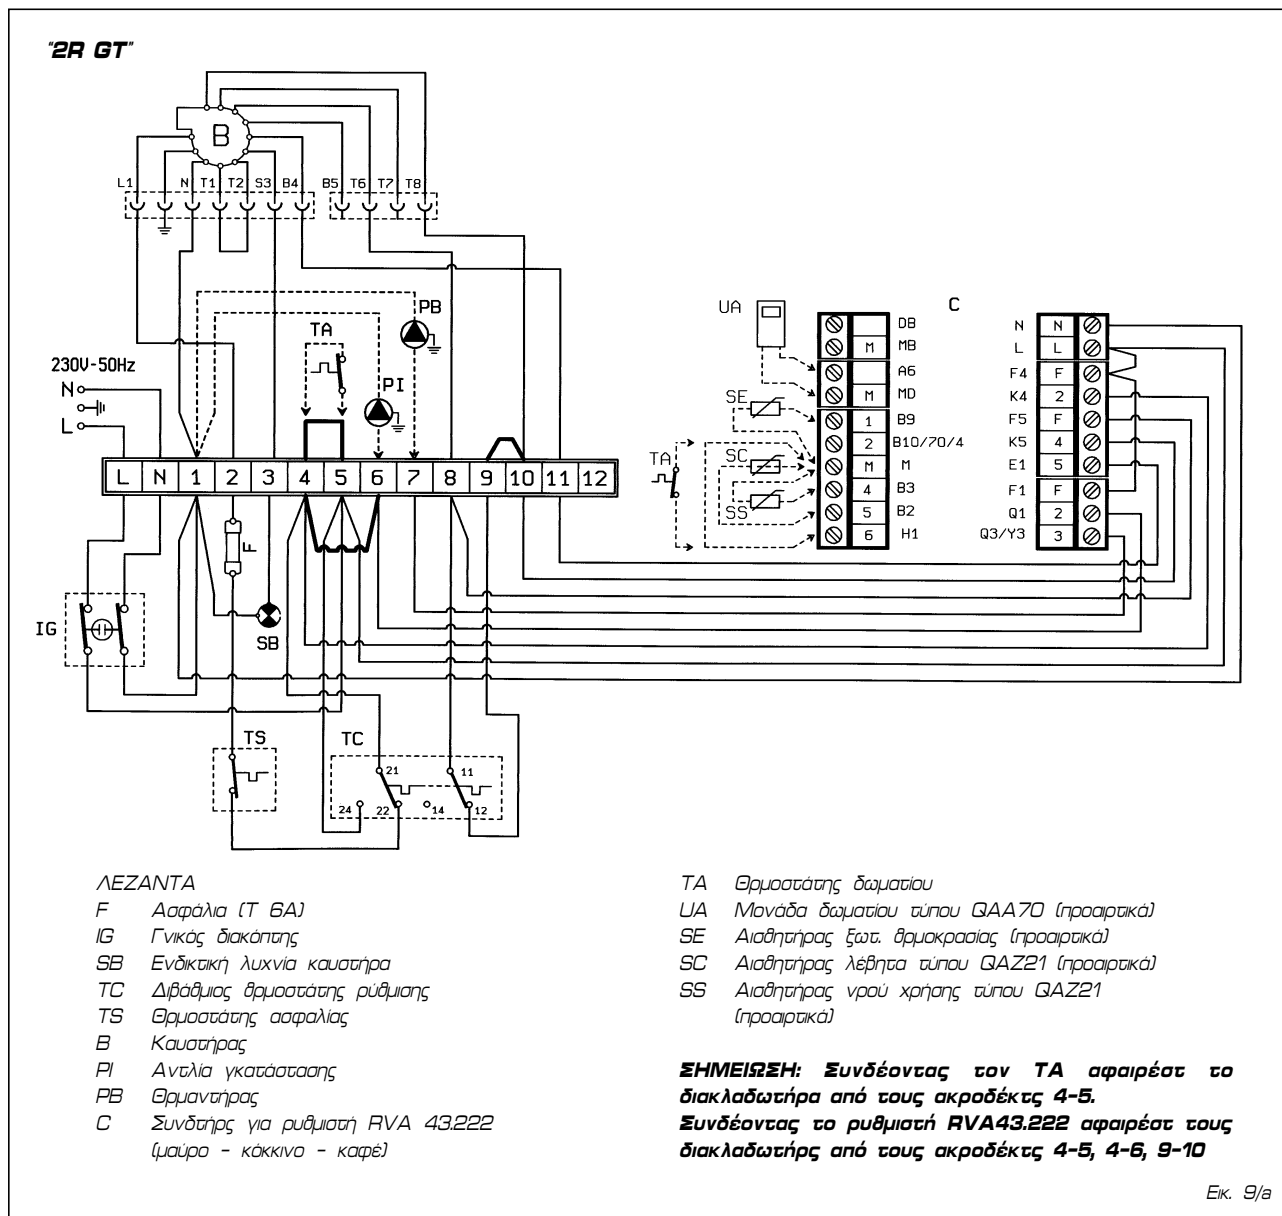 "2R GT"
B
L1 N T1 T2 S3 B4 B5 T6 T7 T8
PB
TA
PI
230V-50Hz
N
L
L N 1 2 3 4 5 6 7 8 9 10 11 12
F
IG
SB
TS
TC
21 11
24 22 14 12
UA
C
SE
SC
SS
TA
DB
M MB
A6
M MD
1 B9
2 B10/70/4
M M
4 B3
5 B2
6 H1
N N
L L
F4 F
K4 2
F5 F
K5 4
E1 5
F1 F
Q1 2
Q3/Y3 3
ΛΕΖΑΝΤΑ
F Ασφάλια (T 6A)
IG Γνικός διακόπτης
SB Ενδικτική λυχνία καυστήρα
TC Διβάθμιος θρμοστάτης ρύθμισης
TS Θρμοστάτης ασφαλίας
B Καυστήρας
PI Αντλία γκατάστασης
PB Θρμαντήρας
C Συνδτήρς για ρυθμιστή RVA 43.222
(μαύρο - κόκκινο - καφέ)
TA Θρμοστάτης δωματίου
UA Μονάδα δωματίου τύπου QAA70 (προαιρτικά)
SE Αισθητήρας ξωτ. θρμοκρασίας (προαιρτικά)
SC Αισθητήρας λέβητα τύπου QAZ21 (προαιρτικά)
SS Αισθητήρας νρού χρήσης τύπου QAZ21
(προαιρτικά)
ΣΗΜΕΙΩΣΗ: Συνδέοντας τον TA αφαιρέστ το
διακλαδωτήρα από τους ακροδέκτς 4-5.
Συνδέοντας το ρυθμιστή RVA43.222 αφαιρέστ τους
διακλαδωτήρς από τους ακροδέκτς 4-5, 4-6, 9-10
Εικ. 9/a